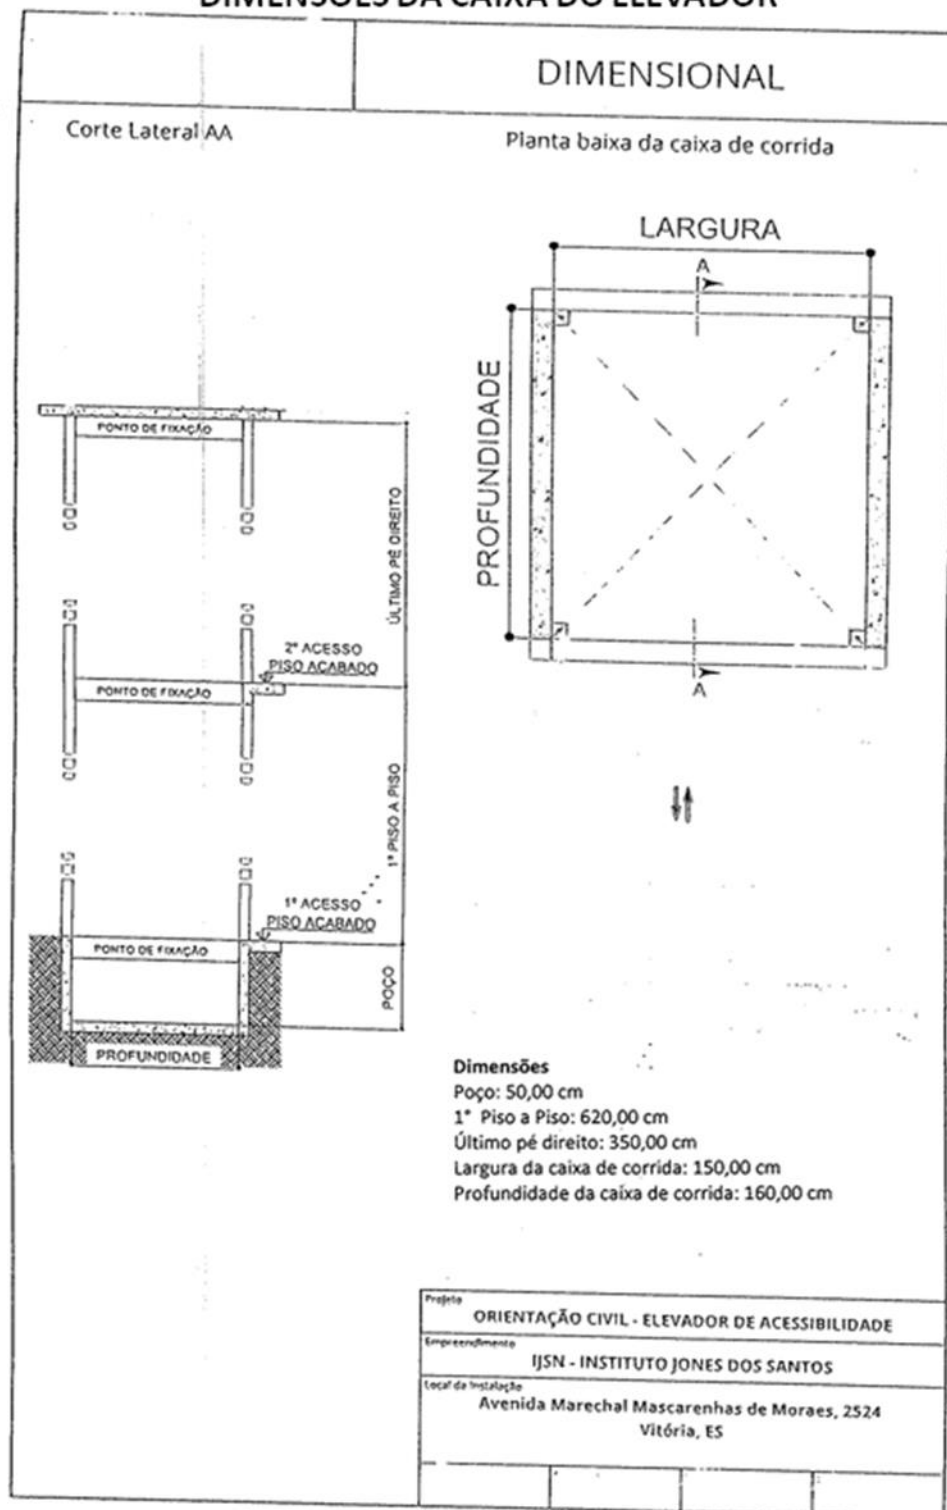 DIMENSÕES DA CAIXA DO ELEVADOR
DIMENSIONAL
Corte Lateral AA
Planta baixa da caixa de corrida
LARGURA
A
PROFUNDIDADE
A
PONTO DE FIXAÇÃO
ÚLTIMO PÉ DIREITO
2º ACESSO
PISO ACABADO
PONTO DE FIXAÇÃO
1º PISO A PISO
1º ACESSO
PISO ACABADO
PONTO DE FIXAÇÃO
POÇO
PROFUNDIDADE
Dimensões
Poço: 50,00 cm
1° Piso a Piso: 620,00 cm
Último pé direito: 350,00 cm
Largura da caixa de corrida: 150,00 cm
Profundidade da caixa de corrida: 160,00 cm
Projeto
ORIENTAÇÃO CIVIL - ELEVADOR DE ACESSIBILIDADE
Empreendimento
IJSN - INSTITUTO JONES DOS SANTOS
Local da Instalação
Avenida Marechal Mascarenhas de Moraes, 2524
Vitória, ES